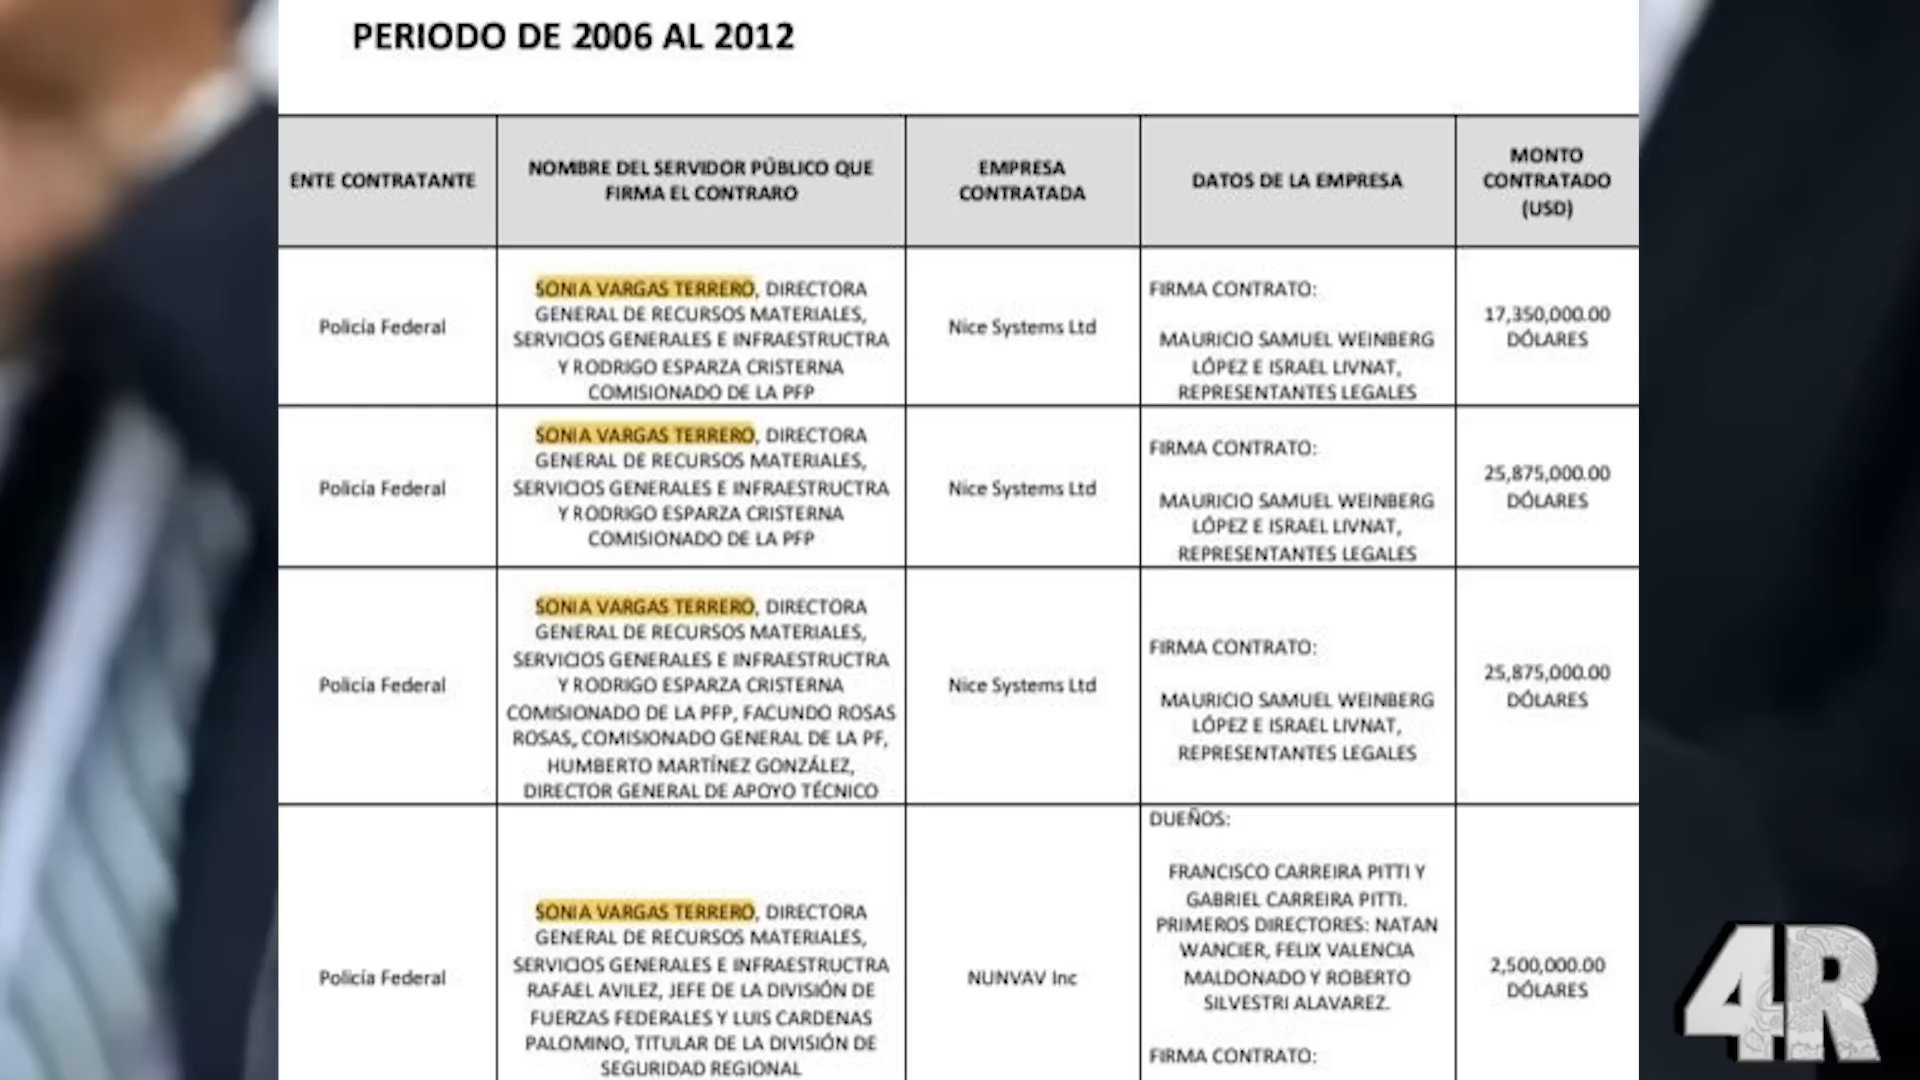 PERIODO DE 2006 AL 2012
ENTE CONTRATANTE
NOMBRE DEL SERVIDOR PÚBLICO QUE
FIRMA EL CONTRARO
EMPRESA
CONTRATADA
DATOS DE LA EMPRESA
MONTO
CONTRATADO
(USD)
Policía Federal
SONIA VARGAS TERRERO, DIRECTORA
GENERAL DE RECURSOS MATERIALES,
SERVICIOS GENERALES E INFRAESTRUCTRA
Y RODRIGO ESPARZA CRISTERNA
COMISIONADO DE LA PFP
Nice Systems Ltd
FIRMA CONTRATO:
MAURICIO SAMUEL WEINBERG
LÓPEZ E ISRAEL LIVNAT,
REPRESENTANTES LEGALES
17,350,000.00
DÓLARES
Policía Federal
SONIA VARGAS TERRERO, DIRECTORA
GENERAL DE RECURSOS MATERIALES,
SERVICIOS GENERALES E INFRAESTRUCTRA
Y RODRIGO ESPARZA CRISTERNA
COMISIONADO DE LA PFP
Nice Systems Ltd
FIRMA CONTRATO:
MAURICIO SAMUEL WEINBERG
LÓPEZ E ISRAEL LIVNAT,
REPRESENTANTES LEGALES
25,875,000.00
DÓLARES
Policía Federal
SONIA VARGAS TERRERO, DIRECTORA
GENERAL DE RECURSOS MATERIALES,
SERVICIOS GENERALES E INFRAESTRUCTRA
Y RODRIGO ESPARZA CRISTERNA
COMISIONADO DE LA PFP, FACUNDO ROSAS
ROSAS, COMISIONADO GENERAL DE LA PF,
HUMBERTO MARTÍNEZ GONZÁLEZ,
DIRECTOR GENERAL DE APOYO TÉCNICO
Nice Systems Ltd
FIRMA CONTRATO:
MAURICIO SAMUEL WEINBERG
LÓPEZ E ISRAEL LIVNAT,
REPRESENTANTES LEGALES
25,875,000.00
DÓLARES
Policía Federal
SONIA VARGAS TERRERO, DIRECTORA
GENERAL DE RECURSOS MATERIALES,
SERVICIOS GENERALES E INFRAESTRUCTRA
RAFAEL AVILEZ, JEFE DE LA DIVISIÓN DE
FUERZAS FEDERALES Y LUIS CARDENAS
PALOMINO, TITULAR DE LA DIVISIÓN DE
SEGURIDAD REGIONAL
NUNVAV Inc
DUEÑOS:
FRANCISCO CARREIRA PITTI Y
GABRIEL CARREIRA PITTI.
PRIMEROS DIRECTORES: NATAN
WANCIER, FELIX VALENCIA
MALDONADO Y ROBERTO
SILVESTRI ALAVAREZ.
FIRMA CONTRATO:
2,500,000.00
DÓLARES
4R